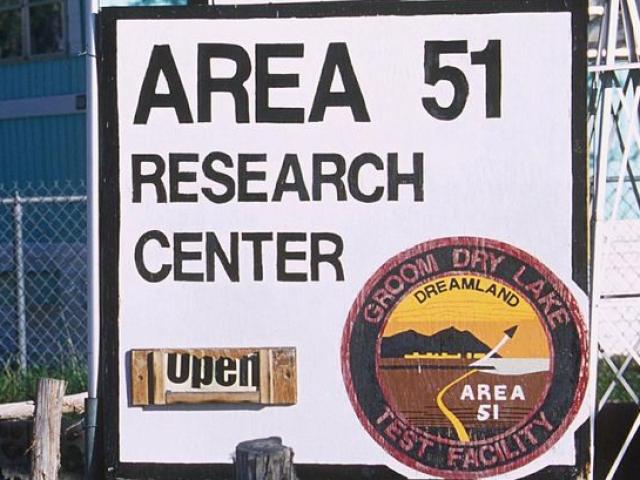 AREA 51
RESEARCH
CENTER
open
GROOM DRY LAKE
DREAMLAND
AREA
51
TEST FACILITY